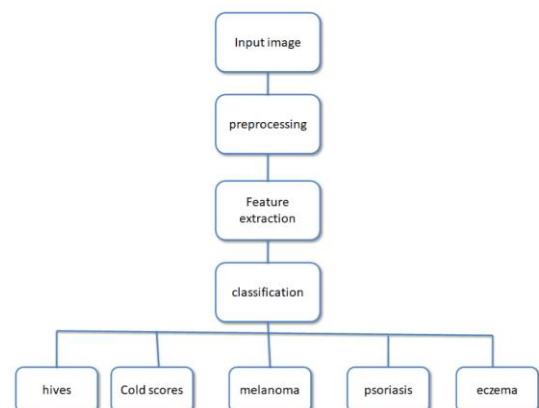 Input image
preprocessing
Feature
extraction
classification
hives
Cold scores
melanoma
psoriasis
eczema